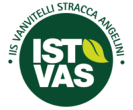 • IIS VANVITELLI STRACCA ANGELINI •
IST
VAS